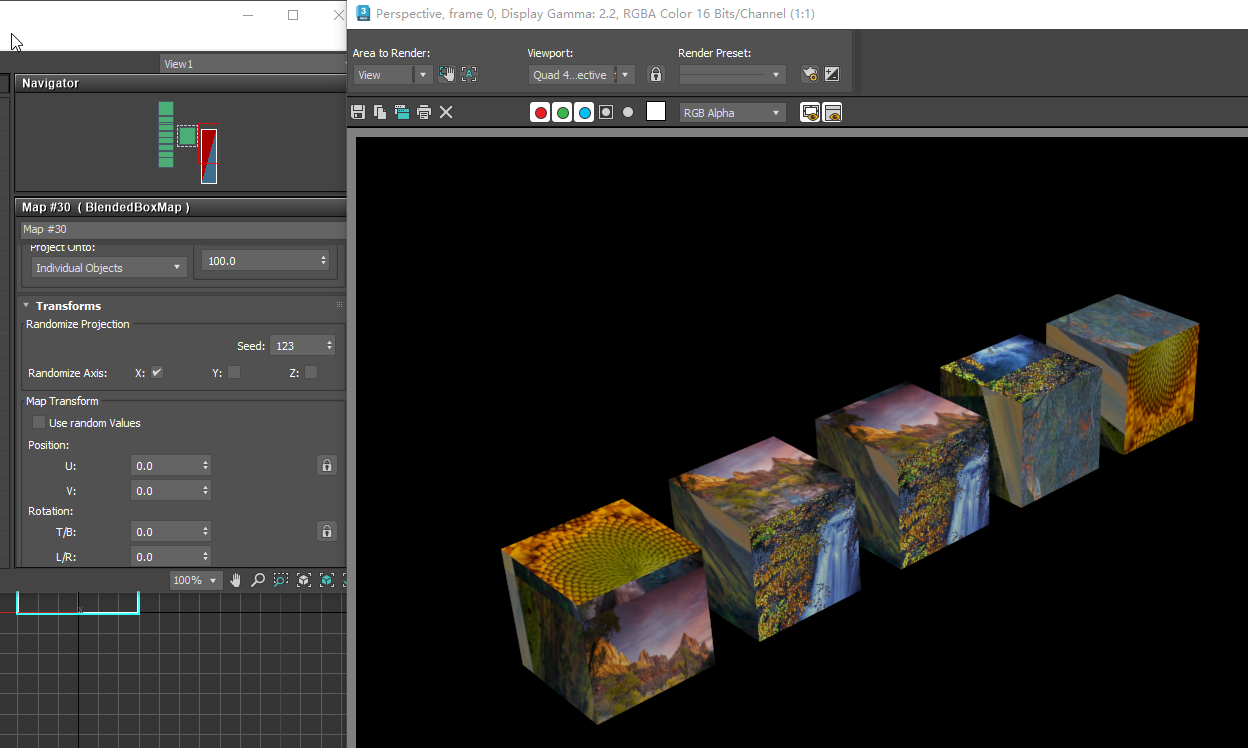 Perspective, frame 0, Display Gamma: 2.2, RGBA Color 16 Bits/Channel (1:1)
Area to Render:
Viewport:
Render Preset:
View
Quad 4...ective
RGB Alpha
View1
Navigator
Map #30 ( BlendedBoxMap )
Map #30
Project Onto:
Individual Objects
100.0
Transforms
Randomize Projection
Seed: 123
Randomize Axis: X: Y: Z:
Map Transform
Use random Values
Position:
U: 0.0
V: 0.0
Rotation:
T/B: 0.0
L/R: 0.0
100%